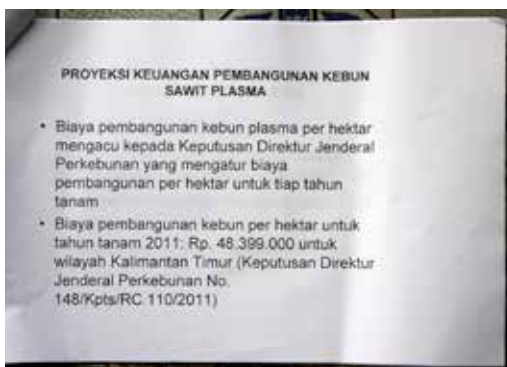 PROYEKSI KEUANGAN PEMBANGUNAN KEBUN
SAWIT PLASMA
• Biaya pembangunan kebun plasma per hektar
mengacu kepada Keputusan Direktur Jenderal
Perkebunan yang mengatur biaya
pembangunan per hektar untuk tiap tahun
tanam
• Biaya pembangunan kebun per hektar untuk
tahun tanam 2011: Rp. 48.399.000 untuk
wilayah Kalimantan Timur (Keputusan Direktur
Jenderal Perkebunan No.
148/Kpts/RC 110/2011)